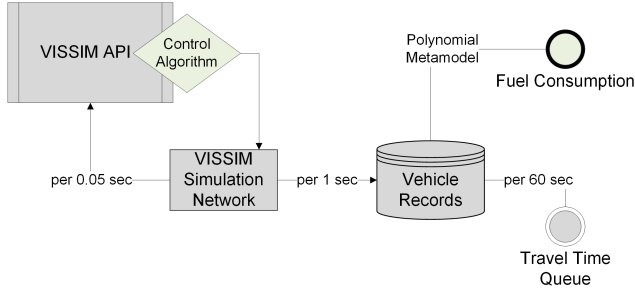 VISSIM API
Control
Algorithm
Polynomial
Metamodel
Fuel Consumption
per 0.05 sec
VISSIM
Simulation
Network
per 1 sec
Vehicle
Records
per 60 sec
Travel Time
Queue